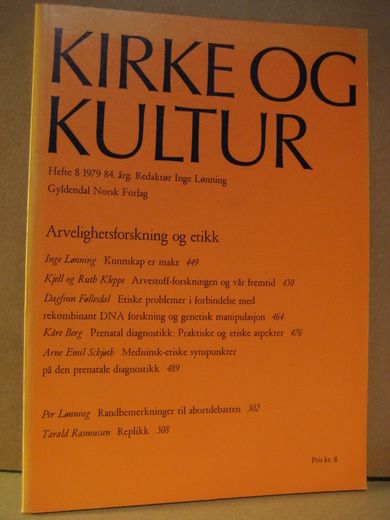 KIRKE OG
KULTUR
Hefte 8 1979 84. årg. Redaktør Inge Lønning
Gyldendal Norsk Forlag
Arvelighetsforskning og etikk
Inge Lønning Kunnskap er makt 449
Kjell og Ruth Kleppe Arvestoff-forskningen og vår fremtid 450
Dagfinn Føllesdal Etiske problemer i forbindelse med
rekombinant DNA forskning og genetisk manipulasjon 464
Kåre Berg Prenatal diagnostikk: Praktiske og etiske aspekter 476
Arne Emil Schjøth Medisinsk-etiske synspunkter
på den prenatale diagnostikk 489
Per Lønning Randbemerkninger til abortdebatten 502
Tarald Rasmussen Replikk 508
Pris kr. 8